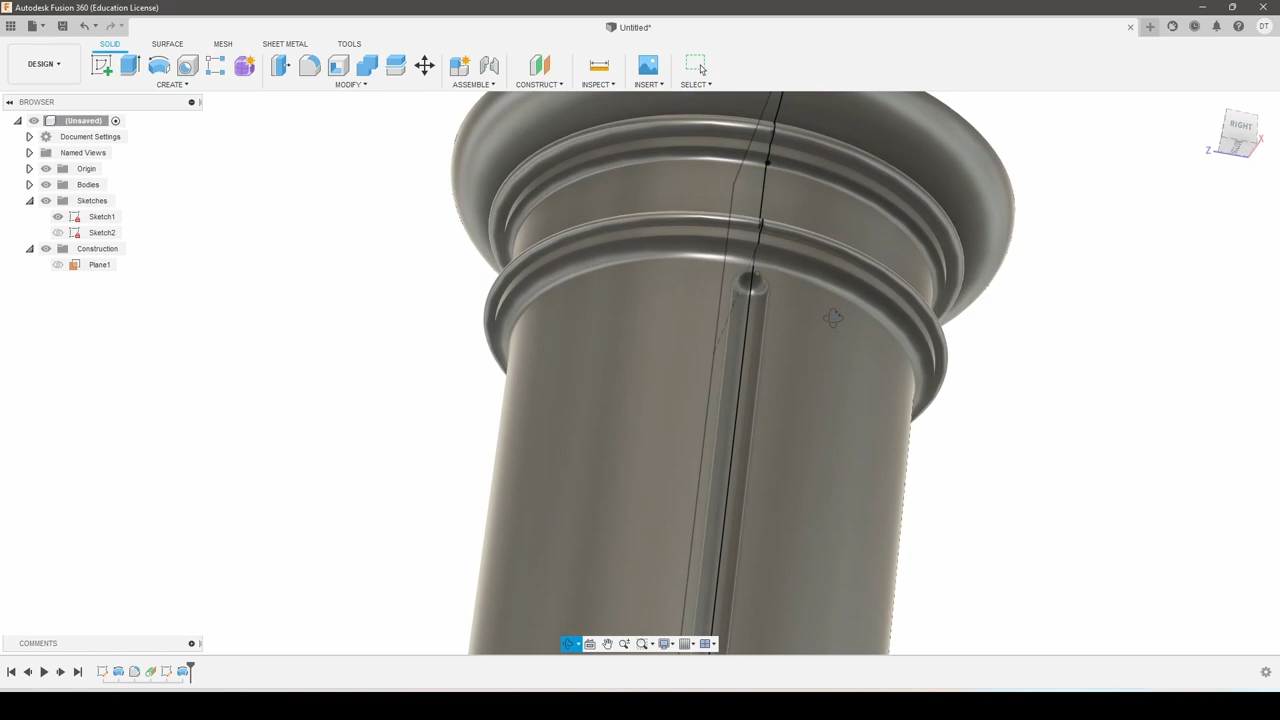 Autodesk Fusion 360 (Education License)
Untitled*
DT
DESIGN
SOLID SURFACE MESH SHEET METAL TOOLS
CREATE MODIFY ASSEMBLE CONSTRUCT INSPECT INSERT SELECT
BROWSER
(Unsaved)
Document Settings
Named Views
Origin
Bodies
Sketches
Sketch1
Sketch2
Construction
Plane1
RIGHT
X
Z
COMMENTS